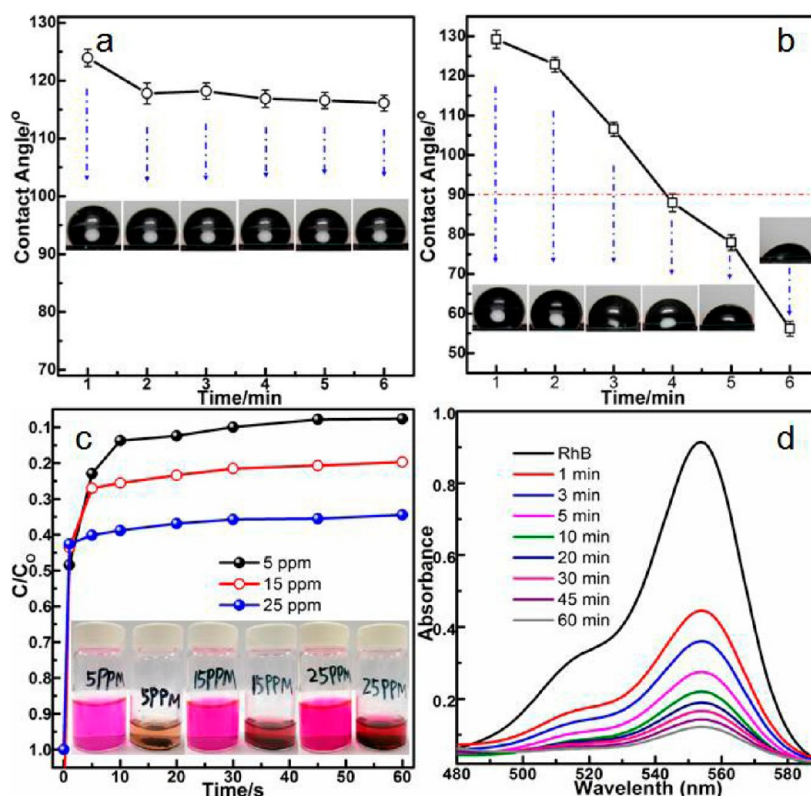 a
130
120
110
100
90
80
70
Contact Angle/°
1 2 3 4 5 6
Time/min
b
130
120
110
100
90
80
70
60
50
Contact Angle/°
1 2 3 4 5 6
Time/min
c
0.1
0.2
0.3
0.4
0.5
0.6
0.7
0.8
0.9
1.0
C/C₀
5 ppm
15 ppm
25 ppm
5PPM 5PPM 15PPM 15PPM 25PPM 25PPM
0 10 20 30 40 50 60
Time/s
d
1.0
0.8
0.6
0.4
0.2
Absorbance
RhB
1 min
3 min
5 min
10 min
20 min
30 min
45 min
60 min
480 500 520 540 560 580
Wavelenth (nm)